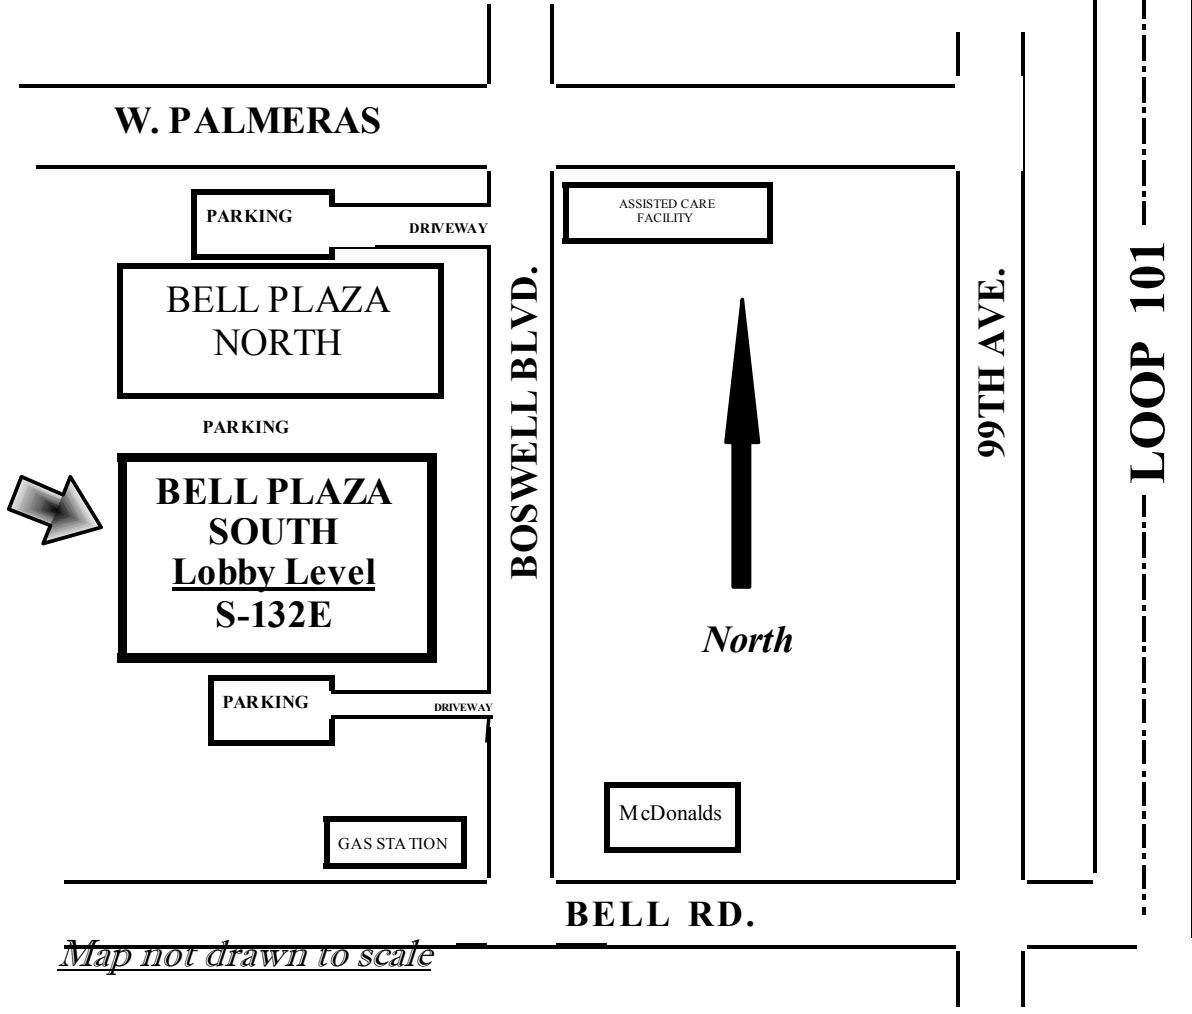 W. PALMERAS
PARKING
DRIVEWAY
ASSISTED CARE
FACILITY
BELL PLAZA
NORTH
PARKING
BELL PLAZA
SOUTH
Lobby Level
S-132E
PARKING
DRIVEWAY
GAS STATION
BOSWELL BLVD.
North
McDonalds
99TH AVE.
LOOP 101
BELL RD.
Map not drawn to scale